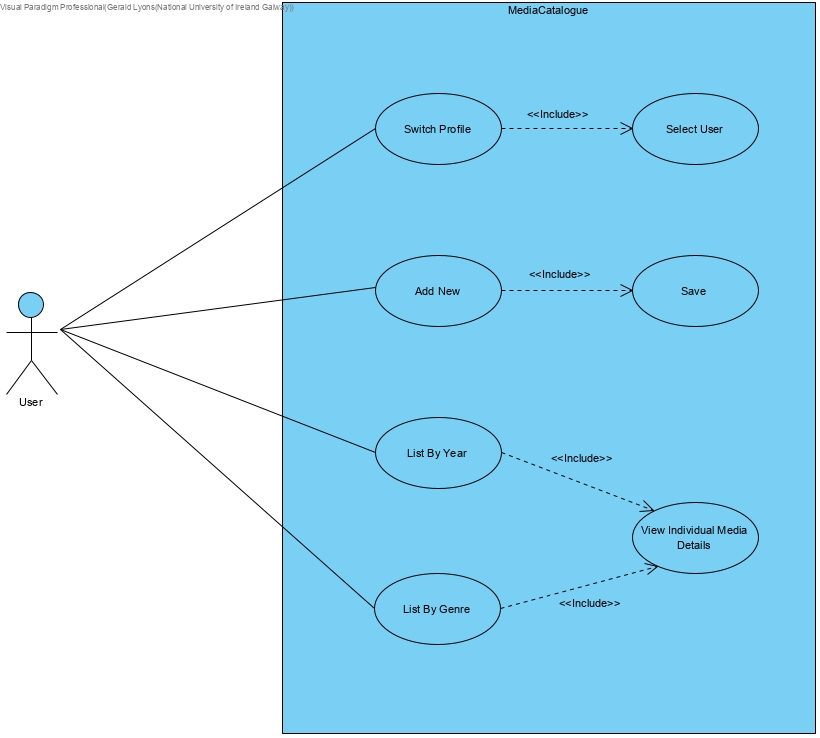 Visual Paradigm Professional(Gerald Lyons(National University of Ireland Galway))
MediaCatalogue
Switch Profile
<<Include>>
Select User
Add New
<<Include>>
Save
User
List By Year
<<Include>>
View Individual Media
Details
List By Genre
<<Include>>